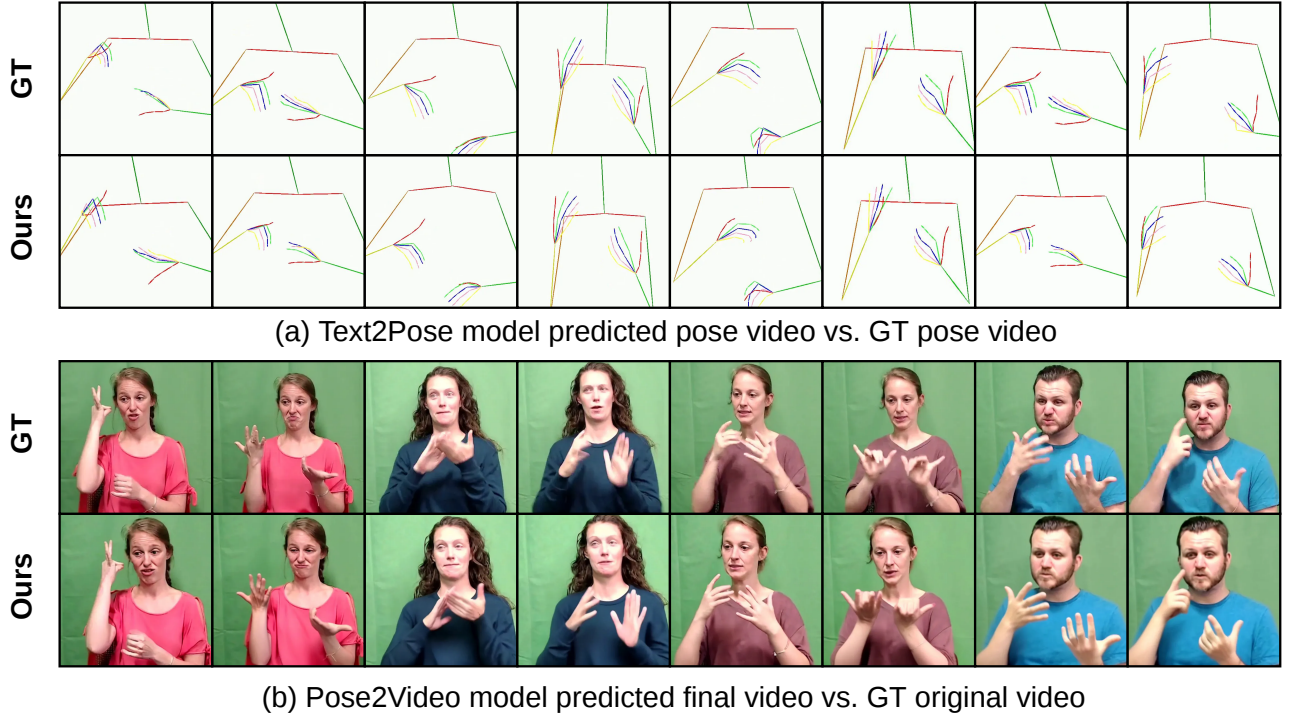 GT
Ours
(a) Text2Pose model predicted pose video vs. GT pose video
GT
Ours
(b) Pose2Video model predicted final video vs. GT original video